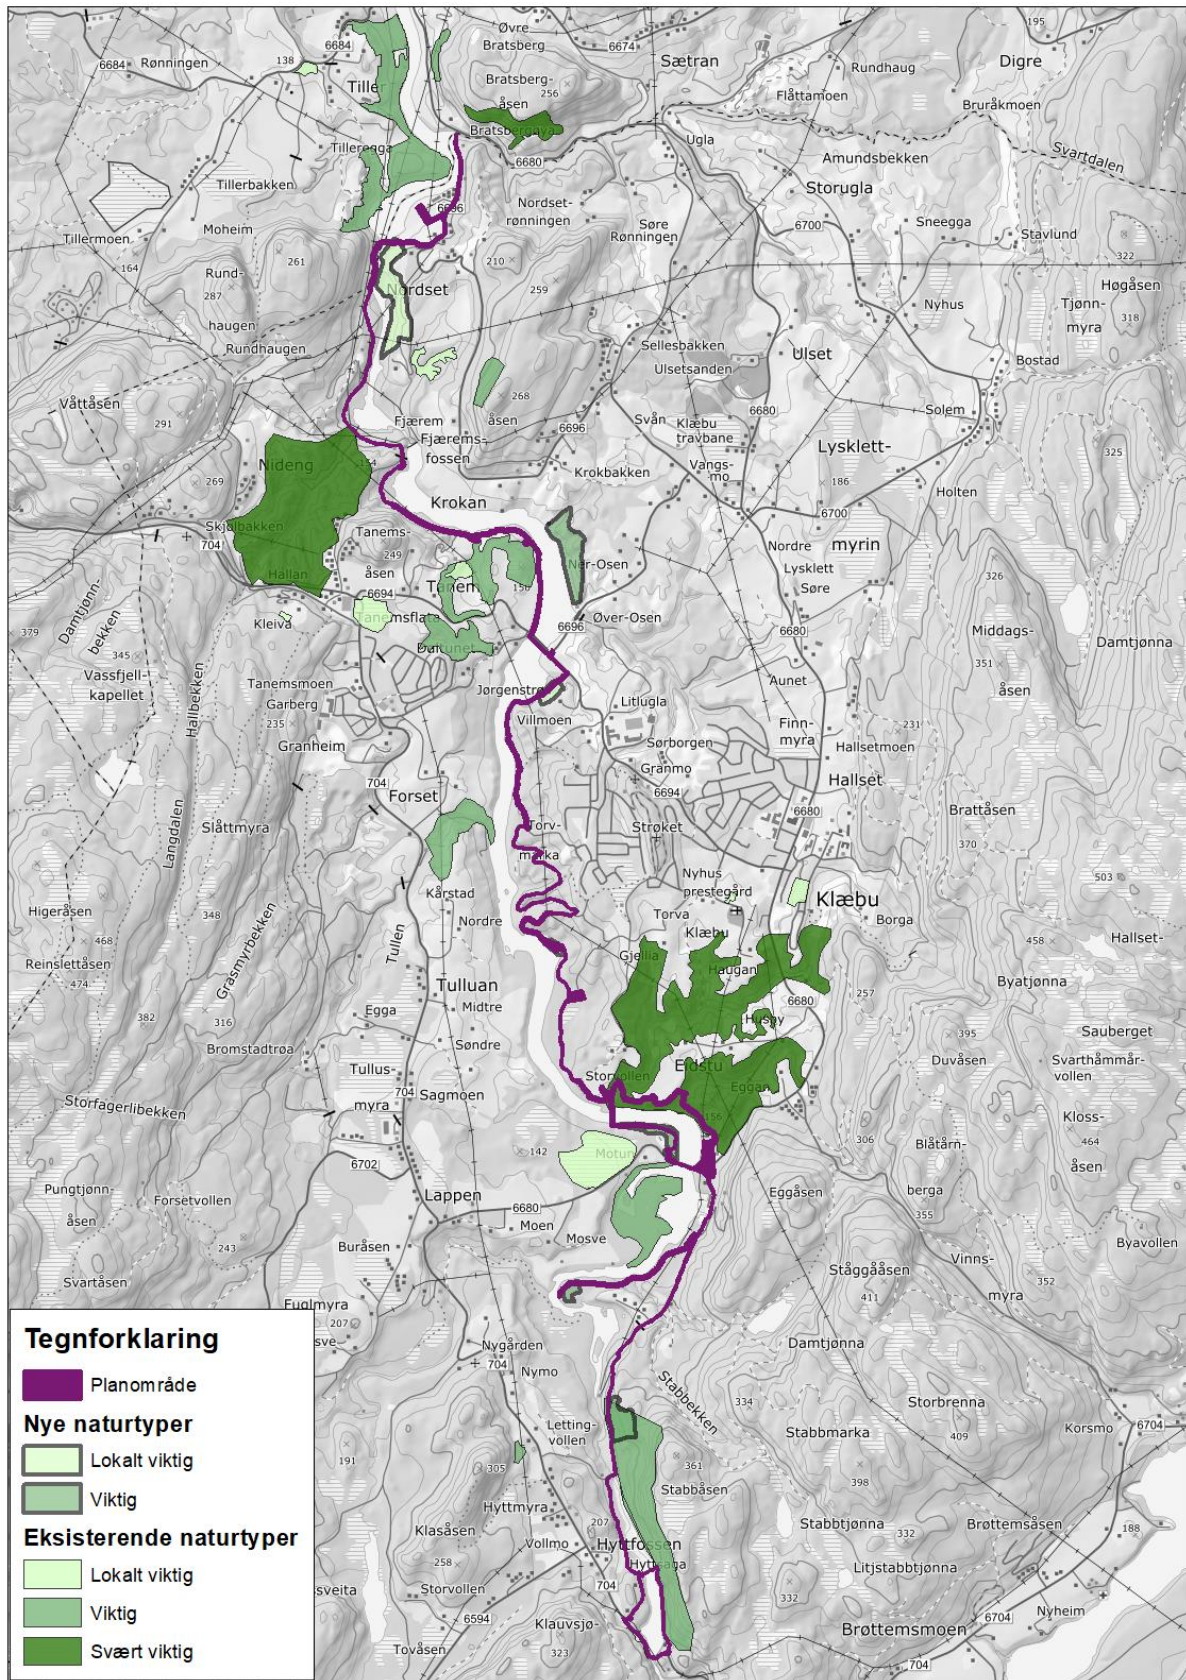 Øvre
Bratsberg
6684
6674
195
Rønningen
138
6684
Sætran
Digre
Rundhaug
Tiller
Bratsberg-
åsen
256
Flåttamoen
Bruråkmoen
Ugla
6680
Svartdalen
Tilleregga
Amundsbekken
Tillerbakken
Storugla
Nordset-
rønningen
6696
Sneegga
Moheim
Søre
Rønningen
6700
Stavlund
Tillermoen
261
210
322
164
Rund-
haugen
287
Nordset
259
Høgåsen
Nyhus
Tjønn-
myra
318
Rundhaugen
Sellesbakken
Ulset
Ulsetsanden
Bostad
Våttåsen
291
268
åsen
6680
Fjærem
Svån
Klæbu
travbane
Solem
Fjærems-
fossen
6696
Lysklett-
325
Nideng
154
Krokbakken
Vangs-
mo
269
186
Holten
Krokan
6700
Skjølbakken
704
Tanems-
åsen
249
Nordre
Lysklett
Søre
myrin
Ner-Osen
Hallan
6694
Tanem
156
326
Kleiva
Tanemsflata
Øver-Osen
Damtjønn-
bekken
379
6696
6680
Middags-
åsen
351
Damtjønna
345
Vassfjell-
kapellet
Hallbekken
Tanemsmoen
Garberg
235
Aunet
Litlugla
Villmoen
Finn-
myra
231
Granheim
Sørborgen
Granmo
Hallsetmoen
704
6694
Hallset
Forset
6680
Brattåsen
Langdalen
Slåttmyra
Strøket
370
Torv-
marka
Nyhus
prestegård
503
Kårstad
Klæbu
Higeråsen
348
Nordre
Torva
Borga
Grasmyrbekken
Tullen
Klæbu
458
Hallset-
468
Reinslettåsen
474
Gjellia
Haugan
Tulluan
Byatjønna
257
382
316
Egga
Midtre
6680
Husby
Sauberget
395
Bromstadtrøa
Søndre
Duvåsen
Svarthåmmår-
vollen
Eidstu
Tullus-
myra
Storvollen
Eggan
704
Sagmoen
Storfagerlibekken
156
Kloss-
åsen
464
306
Blåtårn-
berga
142
Motun
6702
Pungtjønn-
åsen
Forsetvollen
Lappen
Eggåsen
6680
355
Moen
243
Buråsen
Mosve
Byavollen
Ståggååsen
411
Vinns-
myra
352
Svartåsen
Fuglmyra
207
Damtjønna
Nygården
704
Nymo
Stabbekken
334
Storbrenna
409
Korsmo
6704
Letting-
vollen
Stabbmarka
191
305
361
Stabbåsen
398
Hyttmyra
Stabbtjønna
332
Brøttemsåsen
188
207
Klasåsen
Vollmo
Hyttfossen
Hyttsaga
258
Litjstabbtjønna
704
Storvollen
332
Nyheim
6594
Klauvsjø-
6704
Brøttemsmoen
323
Tovåsen
704
Tegnforklaring
Planområde
Nye naturtyper
Lokalt viktig
Viktig
Eksisterende naturtyper
Lokalt viktig
Viktig
Svært viktig